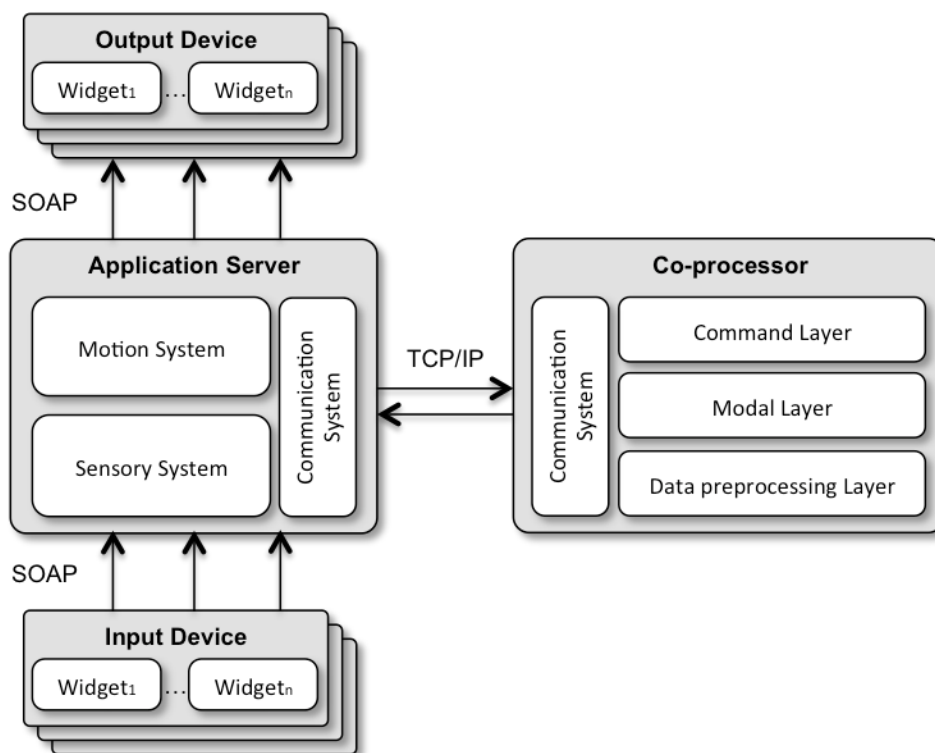 Output Device
Widget1 ... Widgetn
SOAP
Application Server
Motion System
Sensory System
Communication
System
TCP/IP
Co-processor
Communication
System
Command Layer
Modal Layer
Data preprocessing Layer
SOAP
Input Device
Widget1 ... Widgetn